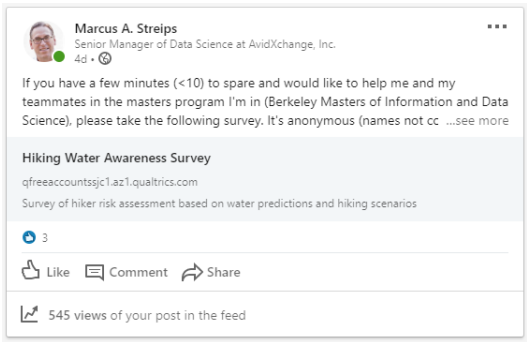 Marcus A. Streips
Senior Manager of Data Science at AvidXchange, Inc.
4d •
If you have a few minutes (<10) to spare and would like to help me and my
teammates in the masters program I'm in (Berkeley Masters of Information and Data
Science), please take the following survey. It's anonymous (names not cc ...see more
Hiking Water Awareness Survey
qfreeaccountssjc1.az1.qualtrics.com
Survey of hiker risk assessment based on water predictions and hiking scenarios
3
Like Comment Share
545 views of your post in the feed